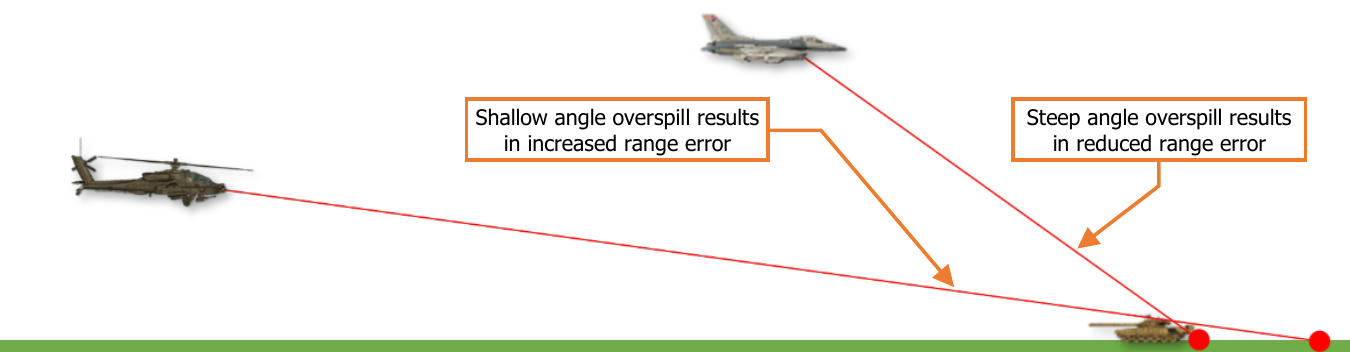 Shallow angle overspill results
in increased range error
Steep angle overspill results
in reduced range error